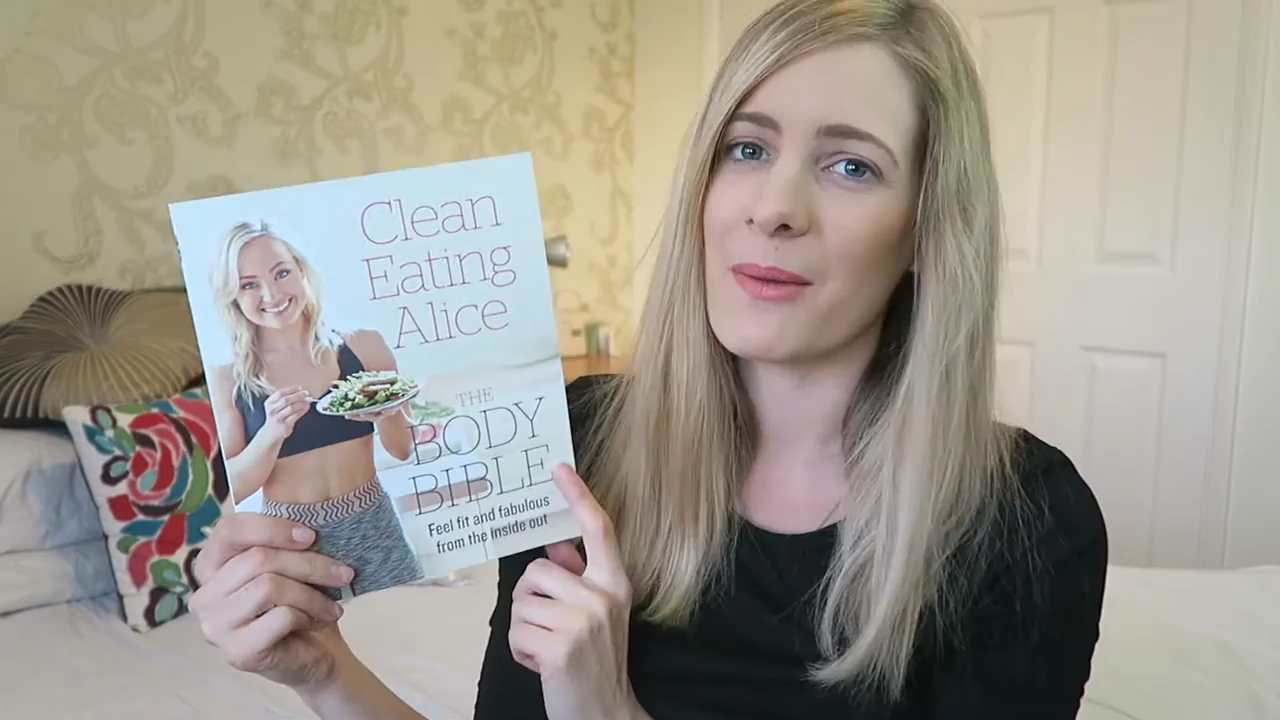 Clean
Eating
Alice
THE
BODY
BIBLE
Feel fit and fabulous
from the inside out